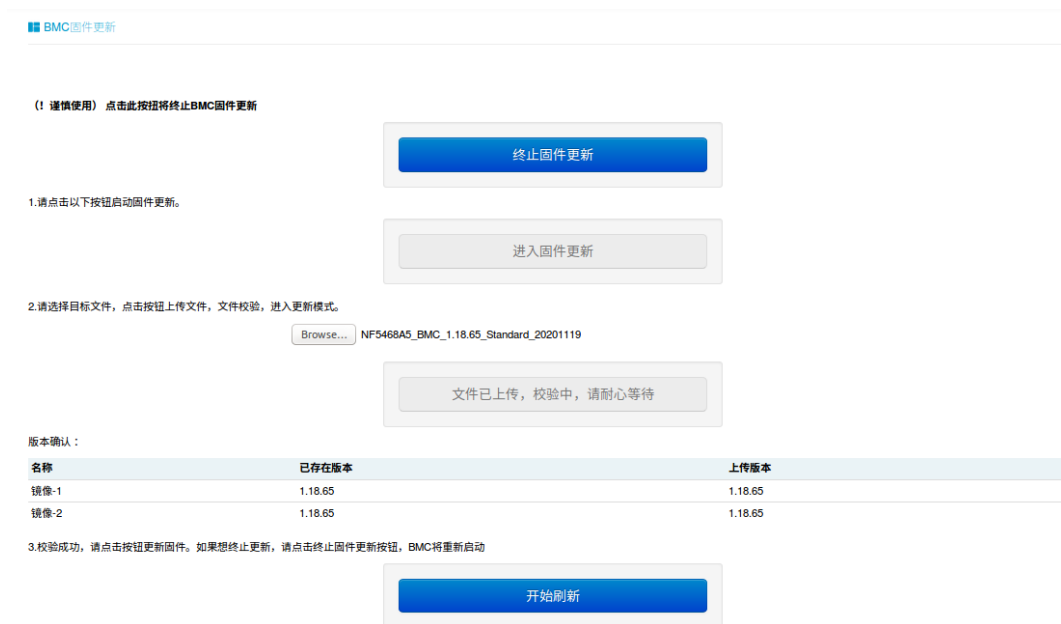 BMC固件更新
（！谨慎使用） 点击此按扭将终止BMC固件更新
终止固件更新
1.请点击以下按钮启动固件更新。
进入固件更新
2.请选择目标文件，点击按钮上传文件，文件校验，进入更新模式。
Browse... NF5468A5_BMC_1.18.65_Standard_20201119
文件已上传，校验中，请耐心等待
版本确认：
名称 已存在版本 上传版本
镜像-1 1.18.65 1.18.65
镜像-2 1.18.65 1.18.65
3.校验成功，请点击按钮更新固件。如果想终止更新，请点击终止固件更新按钮，BMC将重新启动
开始刷新